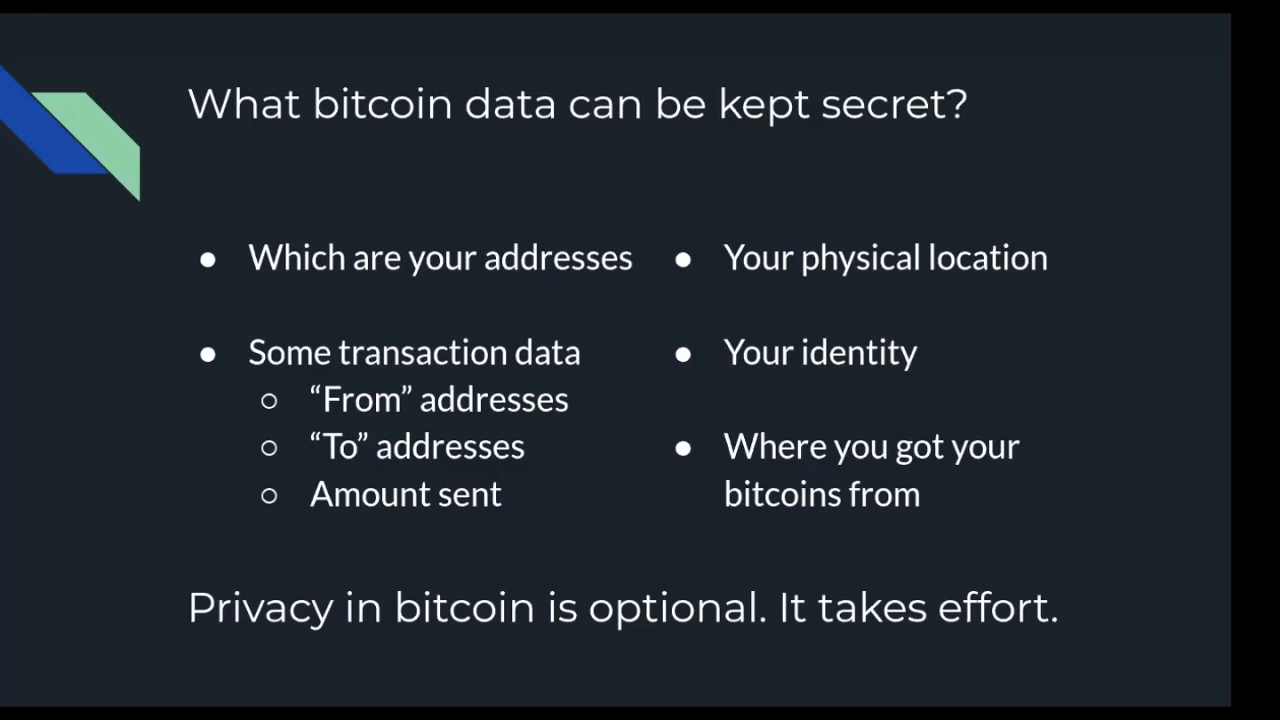 What bitcoin data can be kept secret?
● Which are your addresses
● Some transaction data
○ “From” addresses
○ “To” addresses
○ Amount sent
● Your physical location
● Your identity
● Where you got your
bitcoins from
Privacy in bitcoin is optional. It takes effort.